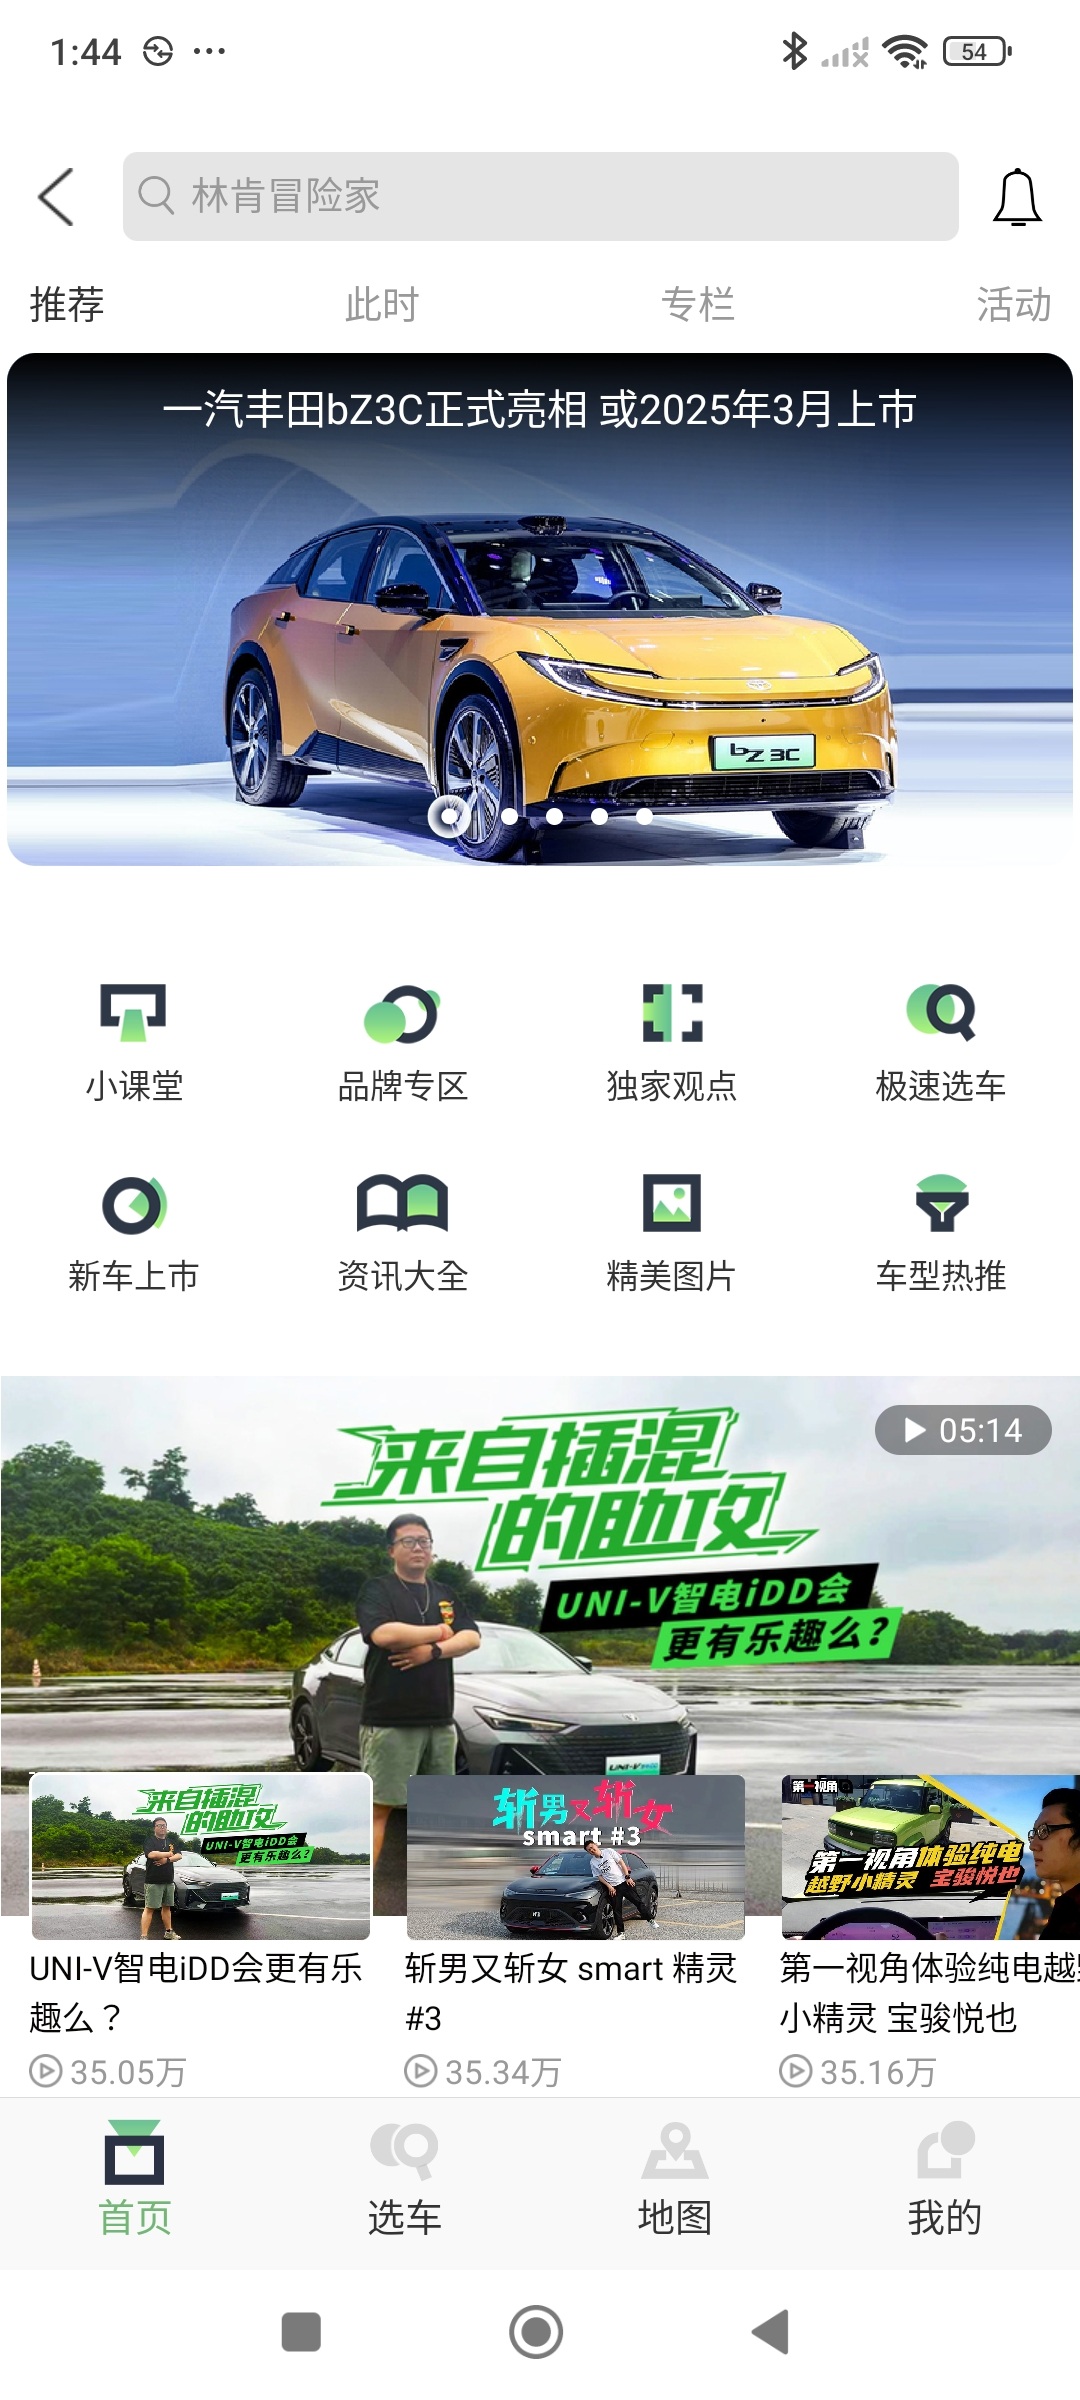 1:44
54
林肯冒险家
推荐 此时 专栏 活动
一汽丰田bZ3C正式亮相 或2025年3月上市
bZ 3C
小课堂 品牌专区 独家观点 极速选车
新车上市 资讯大全 精美图片 车型热推
05:14
来自插混
的助攻
UNI-V智电iDD会
更有乐趣么?
来自插混
的助攻
UNI-V智电iDD会
更有乐趣么?
斩男又斩女
smart #3
第一视角
第一视角体验纯电
越野小精灵 宝骏悦也
UNI-V智电iDD会更有乐
趣么？
35.05万
斩男又斩女 smart 精灵
#3
35.34万
第一视角体验纯电越野
小精灵 宝骏悦也
35.16万
首页 选车 地图 我的